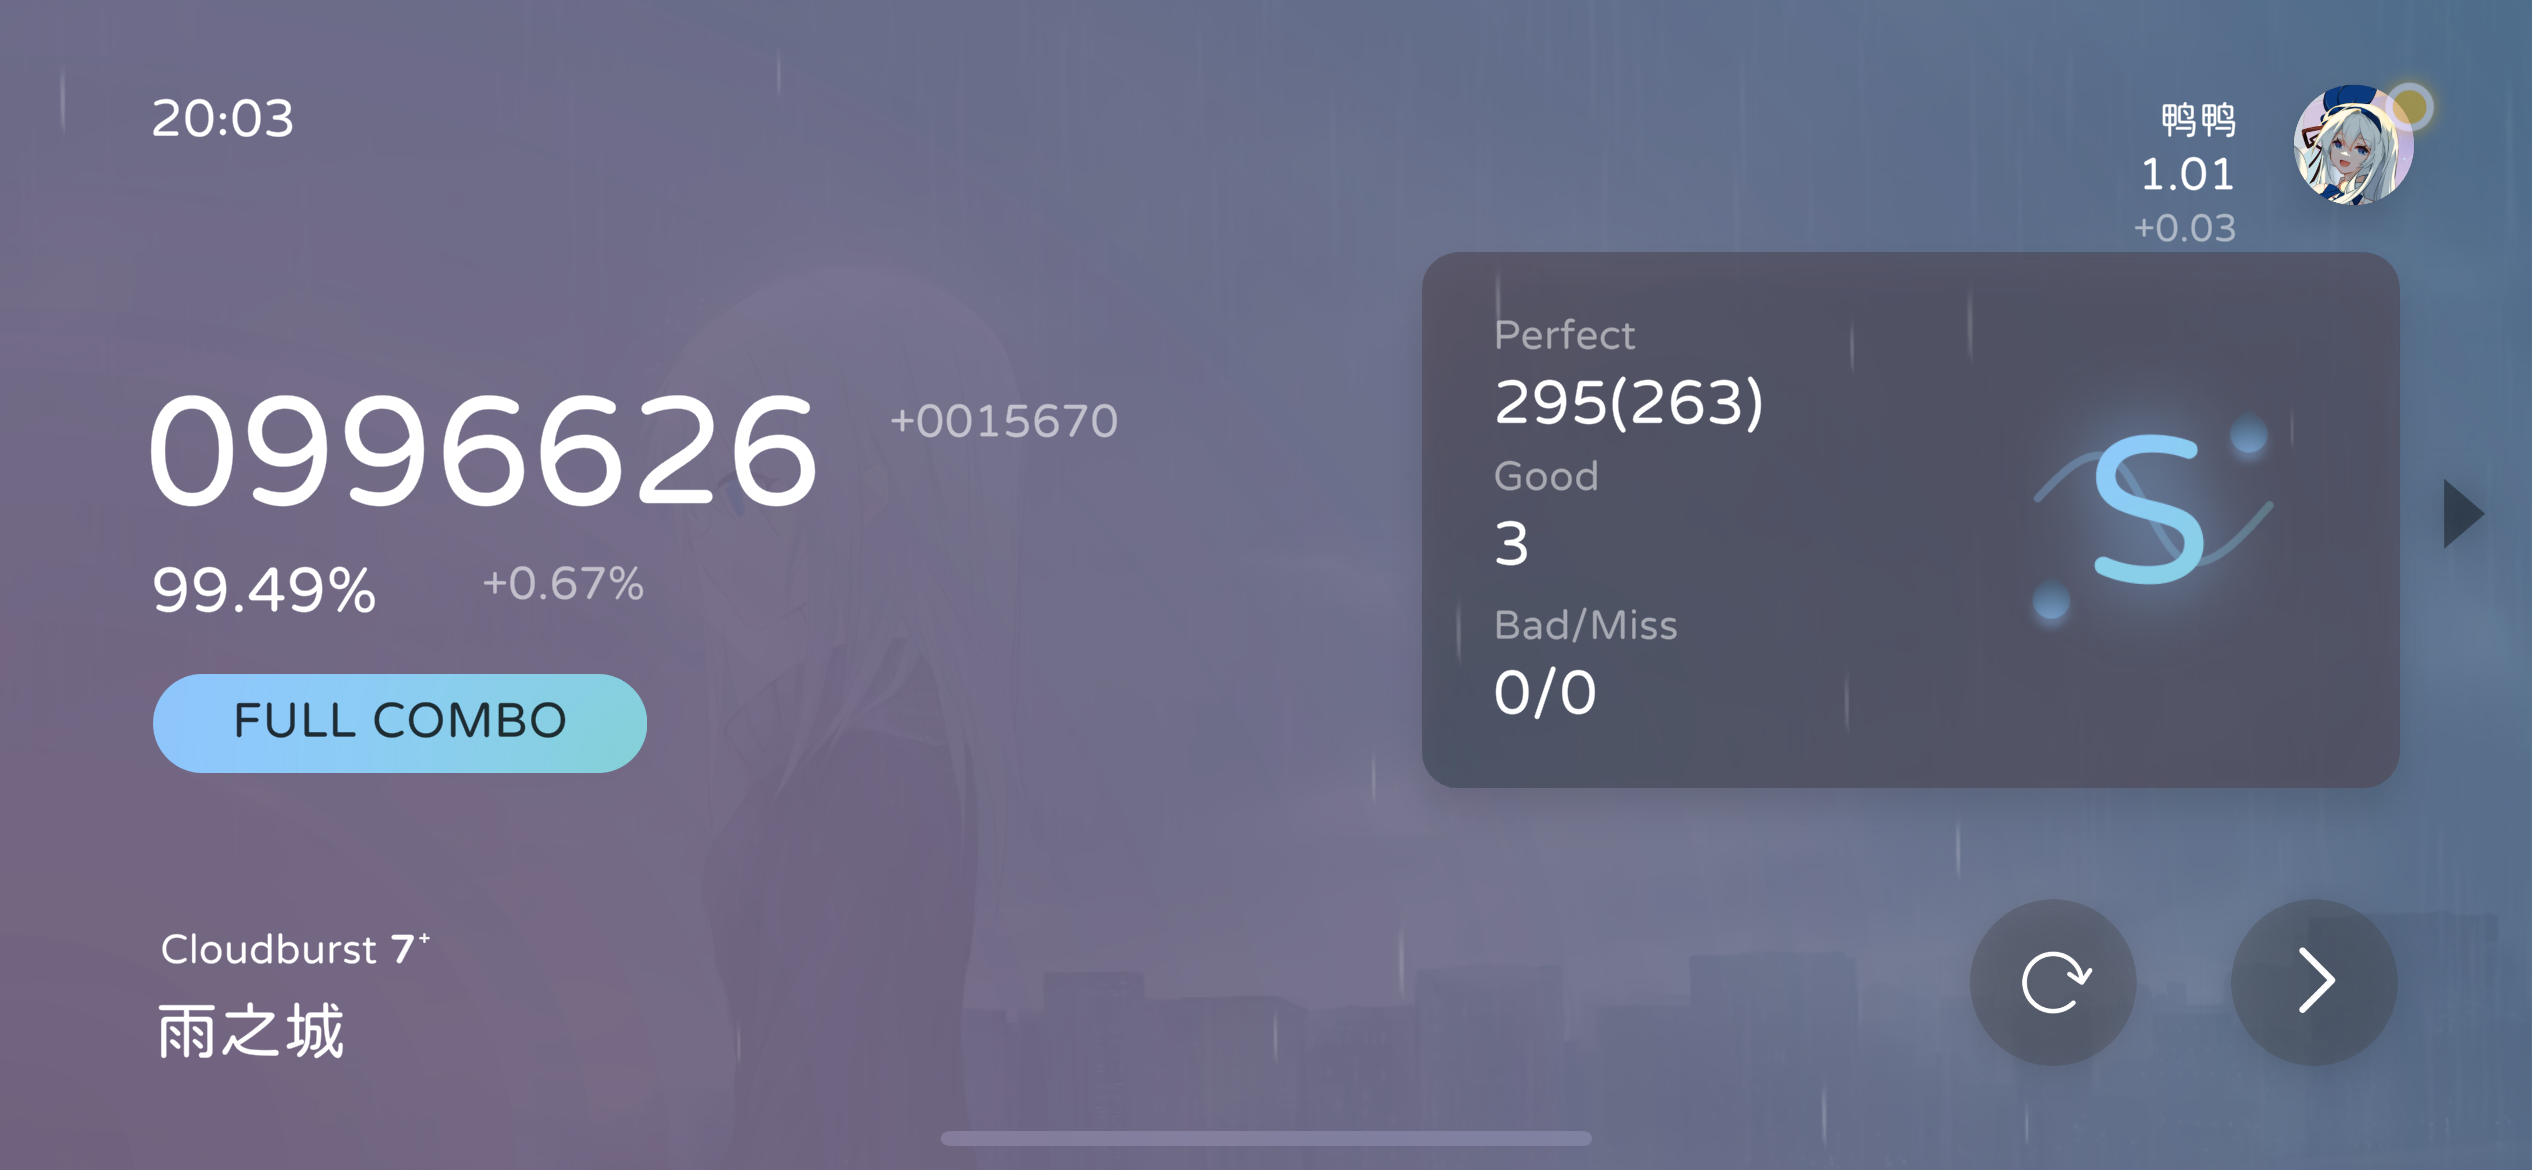 20:03
鸭鸭
1.01
+0.03
0996626 +0015670
99.49% +0.67%
FULL COMBO
Perfect
295(263)
Good
3
Bad/Miss
0/0
S
Cloudburst 7+
雨之城